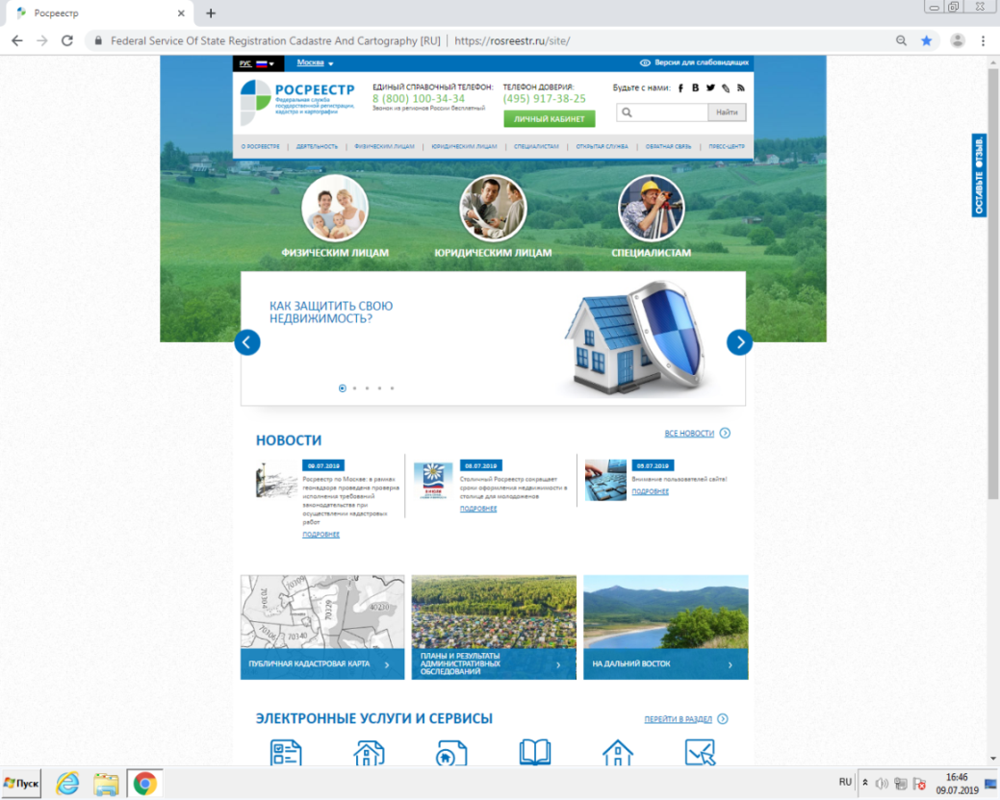 Росреестр
Federal Service Of State Registration Cadastre And Cartography [RU] | https://rosreestr.ru/site/
РУС
Москва
Версия для слабовидящих
РОСРЕЕСТР
Федеральная служба
государственной регистрации,
кадастра и картографии
ЕДИНЫЙ СПРАВОЧНЫЙ ТЕЛЕФОН:
8 (800) 100-34-34
Звонок из регионов России бесплатный
ТЕЛЕФОН ДОВЕРИЯ:
(495) 917-38-25
ЛИЧНЫЙ КАБИНЕТ
Будьте с нами:
Найти
О РОСРЕЕСТРЕ | ДЕЯТЕЛЬНОСТЬ | ФИЗИЧЕСКИМ ЛИЦАМ | ЮРИДИЧЕСКИМ ЛИЦАМ | СПЕЦИАЛИСТАМ | ОТКРЫТАЯ СЛУЖБА | ОБРАТНАЯ СВЯЗЬ | ПРЕСС-ЦЕНТР
ОСТАВЬТЕ ОТЗЫВ.
ФИЗИЧЕСКИМ ЛИЦАМ
ЮРИДИЧЕСКИМ ЛИЦАМ
СПЕЦИАЛИСТАМ
КАК ЗАЩИТИТЬ СВОЮ
НЕДВИЖИМОСТЬ?
НОВОСТИ
ВСЕ НОВОСТИ
09.07.2019
Росреестр по Москве: в рамках
геонадзора проведена проверка
исполнения требований
законодательства при
осуществлении кадастровых
работ
ПОДРОБНЕЕ
08.07.2019
Столичный Росреестр сокращает
сроки оформления недвижимости в
столице для молодоженов
ПОДРОБНЕЕ
05.07.2019
Внимание пользователей сайта!
ПОДРОБНЕЕ
70304
70309
70329
40230
70306
70340
ПУБЛИЧНАЯ КАДАСТРОВАЯ КАРТА
ПЛАНЫ И РЕЗУЛЬТАТЫ
АДМИНИСТРАТИВНЫХ
ОБСЛЕДОВАНИЙ
НА ДАЛЬНИЙ ВОСТОК
ЭЛЕКТРОННЫЕ УСЛУГИ И СЕРВИСЫ
ПЕРЕЙТИ В РАЗДЕЛ
Пуск
RU
16:46
09.07.2019